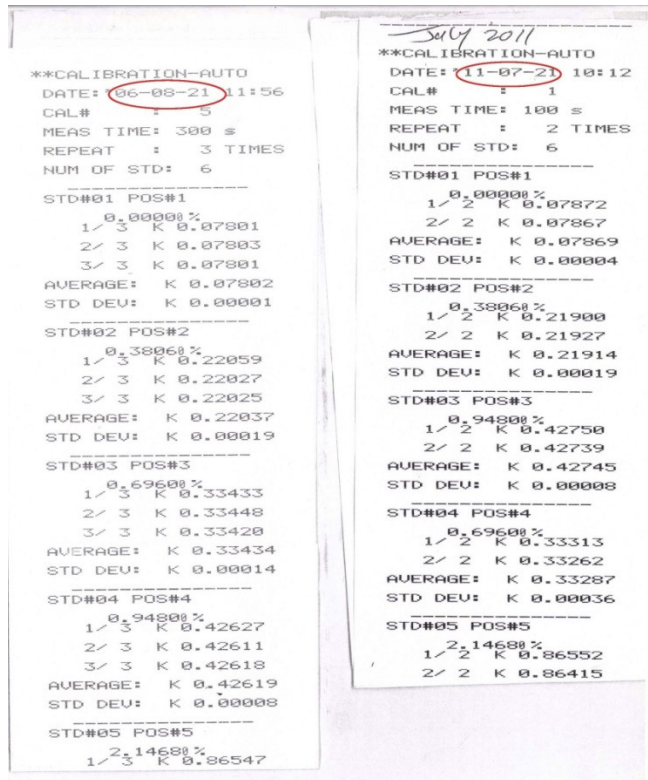 **CALIBRATION-AUTO
DATE: '06-08-21 11:56
CAL# : 5
MEAS TIME: 300 s
REPEAT : 3 TIMES
NUM OF STD: 6
STD#01 POS#1
0.00000%
1/ 3 K 0.07801
2/ 3 K 0.07803
3/ 3 K 0.07801
AVERAGE: K 0.07802
STD DEV: K 0.00001
STD#02 POS#2
0.38060%
1/ 3 K 0.22059
2/ 3 K 0.22027
3/ 3 K 0.22025
AVERAGE: K 0.22037
STD DEV: K 0.00019
STD#03 POS#3
0.69600%
1/ 3 K 0.33433
2/ 3 K 0.33448
3/ 3 K 0.33420
AVERAGE: K 0.33434
STD DEV: K 0.00014
STD#04 POS#4
0.94800%
1/ 3 K 0.42627
2/ 3 K 0.42611
3/ 3 K 0.42618
AVERAGE: K 0.42619
STD DEV: K 0.00008
STD#05 POS#5
2.14680%
1/ 3 K 0.86547
July 2011
**CALIBRATION-AUTO
DATE: '11-07-21 10:12
CAL# : 1
MEAS TIME: 100 s
REPEAT : 2 TIMES
NUM OF STD: 6
STD#01 POS#1
0.00000%
1/ 2 K 0.07872
2/ 2 K 0.07867
AVERAGE: K 0.07869
STD DEV: K 0.00004
STD#02 POS#2
0.38060%
1/ 2 K 0.21900
2/ 2 K 0.21927
AVERAGE: K 0.21914
STD DEV: K 0.00019
STD#03 POS#3
0.94800%
1/ 2 K 0.42750
2/ 2 K 0.42739
AVERAGE: K 0.42745
STD DEV: K 0.00008
STD#04 POS#4
0.69600%
1/ 2 K 0.33313
2/ 2 K 0.33262
AVERAGE: K 0.33287
STD DEV: K 0.00036
STD#05 POS#5
2.14680%
1/ 2 K 0.86552
2/ 2 K 0.86415